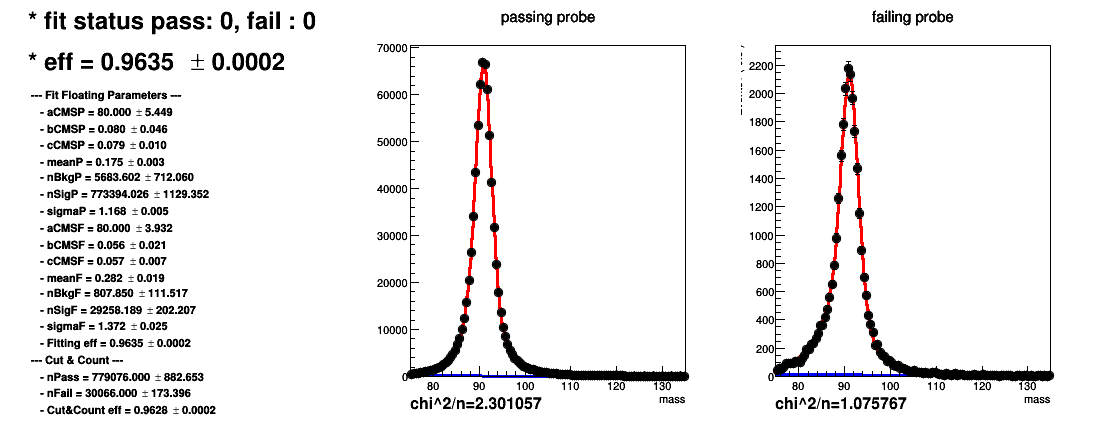 * fit status pass: 0, fail : 0
* eff = 0.9635 ± 0.0002
--- Fit Floating Parameters ---
- aCMSP = 80.000 ± 5.449
- bCMSP = 0.080 ± 0.046
- cCMSP = 0.079 ± 0.010
- meanP = 0.175 ± 0.003
- nBkgP = 5683.602 ± 712.060
- nSigP = 773394.026 ± 1129.352
- sigmaP = 1.168 ± 0.005
- aCMSF = 80.000 ± 3.932
- bCMSF = 0.056 ± 0.021
- cCMSF = 0.057 ± 0.007
- meanF = 0.282 ± 0.019
- nBkgF = 807.850 ± 111.517
- nSigF = 29258.189 ± 202.207
- sigmaF = 1.372 ± 0.025
- Fitting eff = 0.9635 ± 0.0002
--- Cut & Count ---
- nPass = 779076.000 ± 882.653
- nFail = 30066.000 ± 173.396
- Cut&Count eff = 0.9628 ± 0.0002
passing probe
70000
60000
50000
40000
30000
20000
10000
0
80 90 100 110 120 130
mass
chi^2/n=2.301057
failing probe
2200
2000
1800
1600
1400
1200
1000
800
600
400
200
0
80 90 100 110 120 130
mass
chi^2/n=1.075767